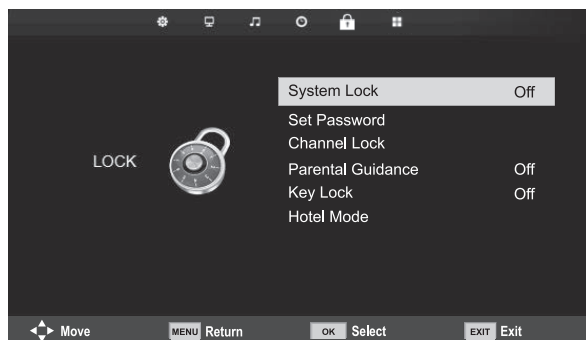 System Lock Off
Set Password
Channel Lock
LOCK
Parental Guidance Off
Key Lock Off
Hotel Mode
Move MENU Return OK Select EXIT Exit